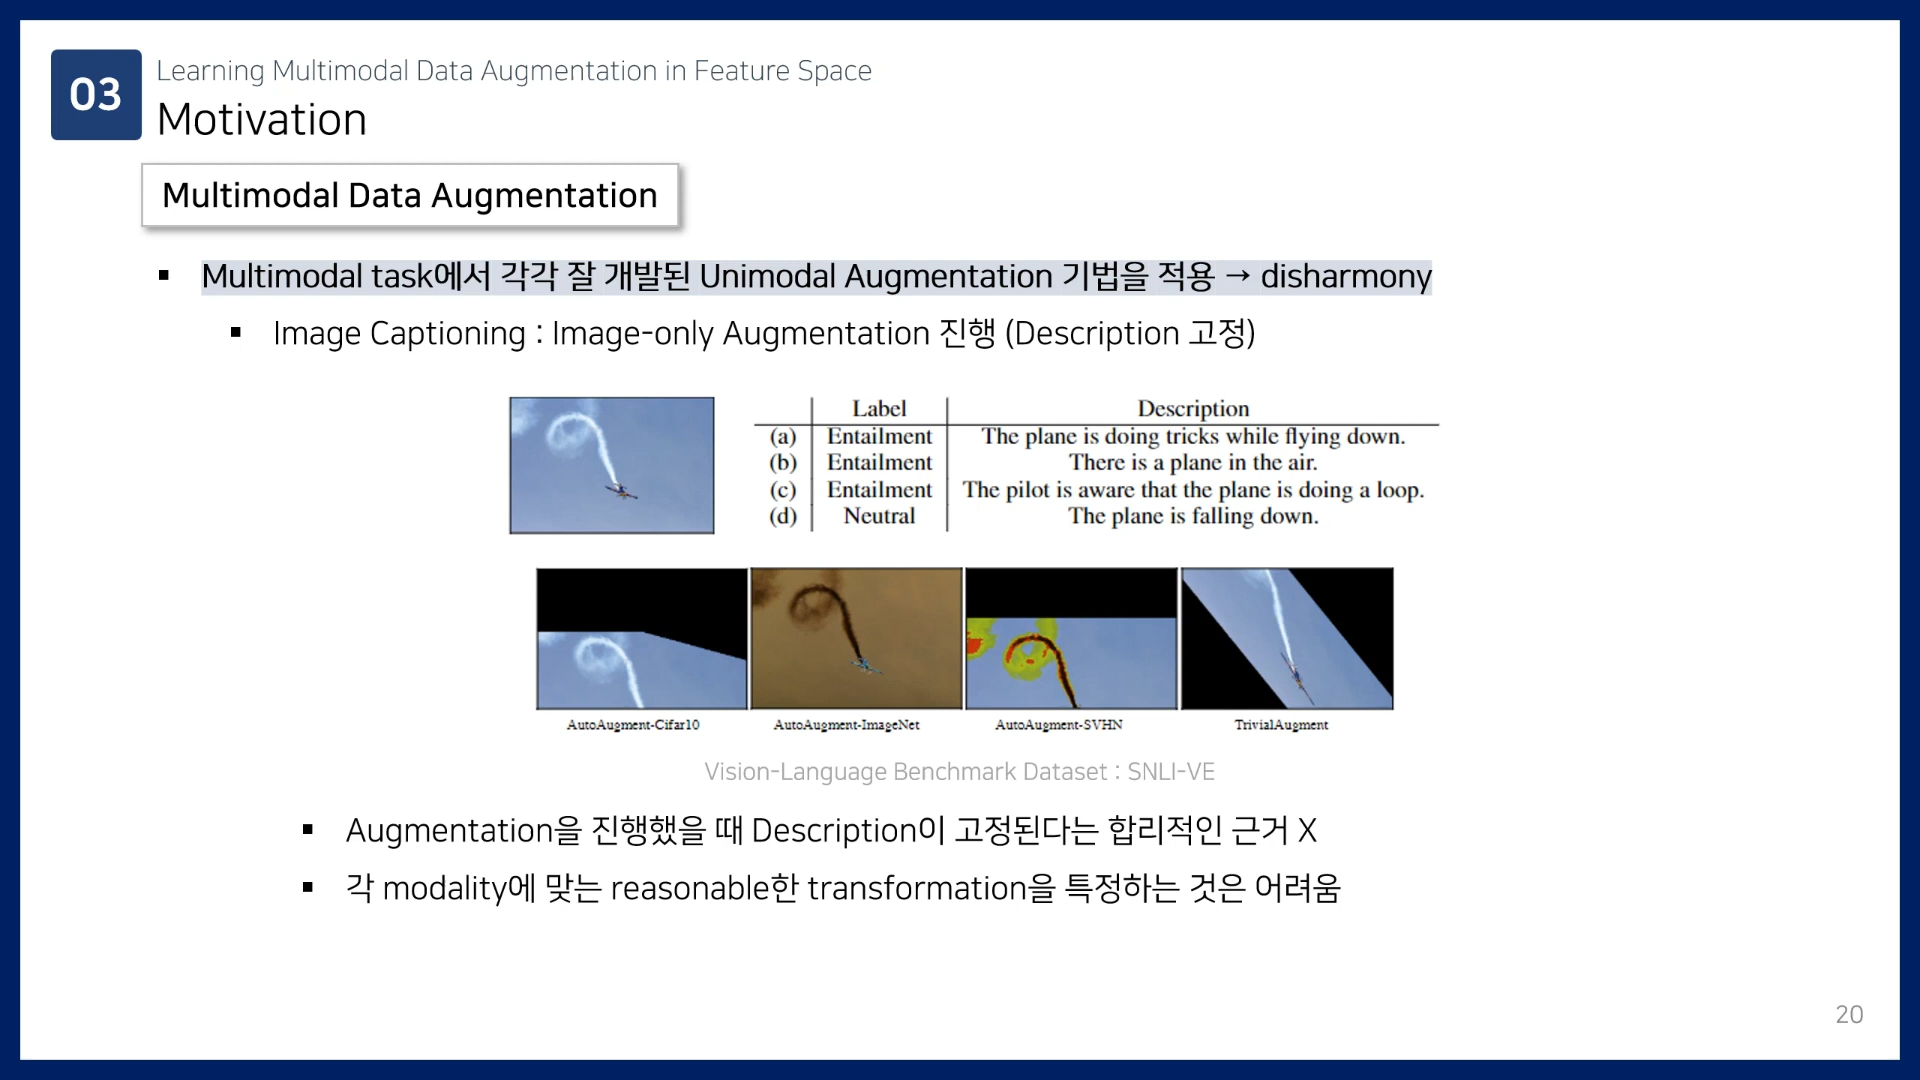 03
Learning Multimodal Data Augmentation in Feature Space
Motivation
Multimodal Data Augmentation
▪ Multimodal task에서 각각 잘 개발된 Unimodal Augmentation 기법을 적용 → disharmony
▪ Image Captioning : Image-only Augmentation 진행 (Description 고정)
Label Description
(a) Entailment The plane is doing tricks while flying down.
(b) Entailment There is a plane in the air.
(c) Entailment The pilot is aware that the plane is doing a loop.
(d) Neutral The plane is falling down.
AutoAugment-Cifar10 AutoAugment-ImageNet AutoAugment-SVHN TrivialAugment
Vision-Language Benchmark Dataset : SNLI-VE
▪ Augmentation을 진행했을 때 Description이 고정된다는 합리적인 근거 X
▪ 각 modality에 맞는 reasonable한 transformation을 특정하는 것은 어려움
20